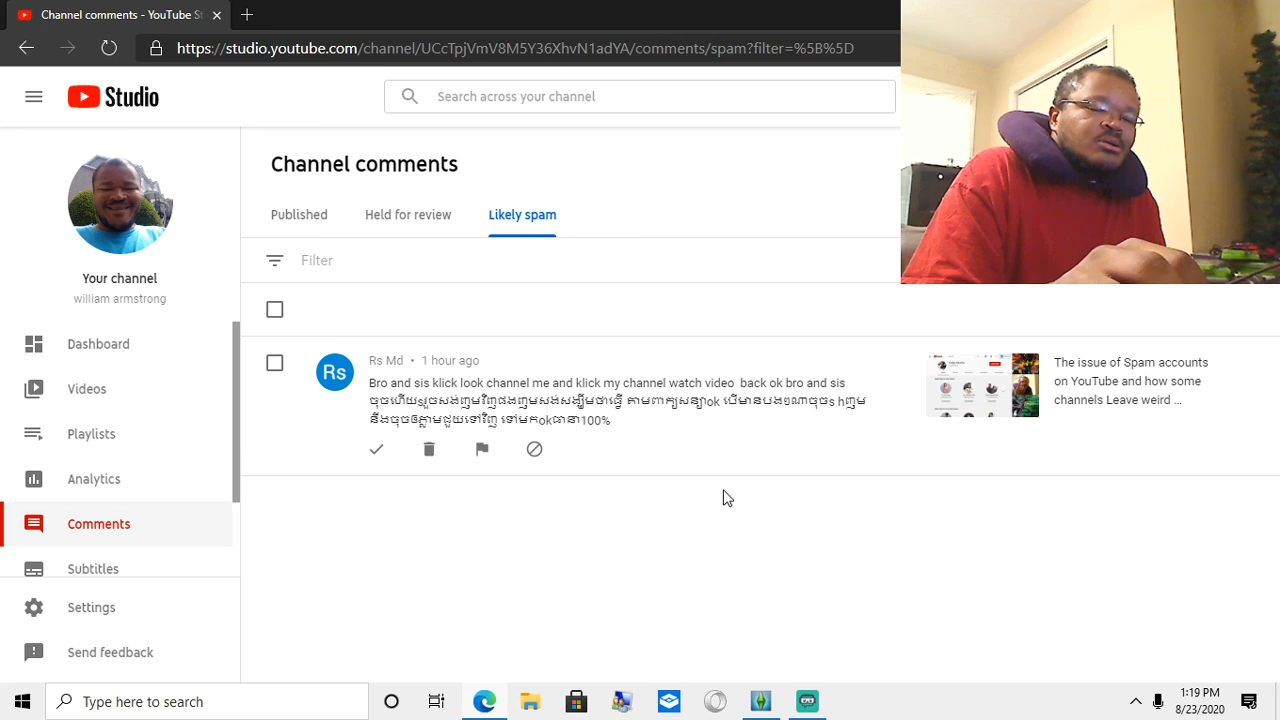 Channel comments - YouTube St
https://studio.youtube.com/channel/UCcTpjVmV8M5Y36XhvN1adYA/comments/spam?filter=%5B%5D
Studio
Search across your channel
Your channel
william armstrong
Dashboard
Videos
Playlists
Analytics
Comments
Subtitles
Settings
Send feedback
Channel comments
Published
Held for review
Likely spam
Filter
Rs
Rs Md • 1 hour ago
Bro and sis klick look channel me and klick my channel watch video back ok bro and sis
100%
The issue of Spam accounts
on YouTube and how some
channels Leave weird ...
Type here to search
1:19 PM
8/23/2020